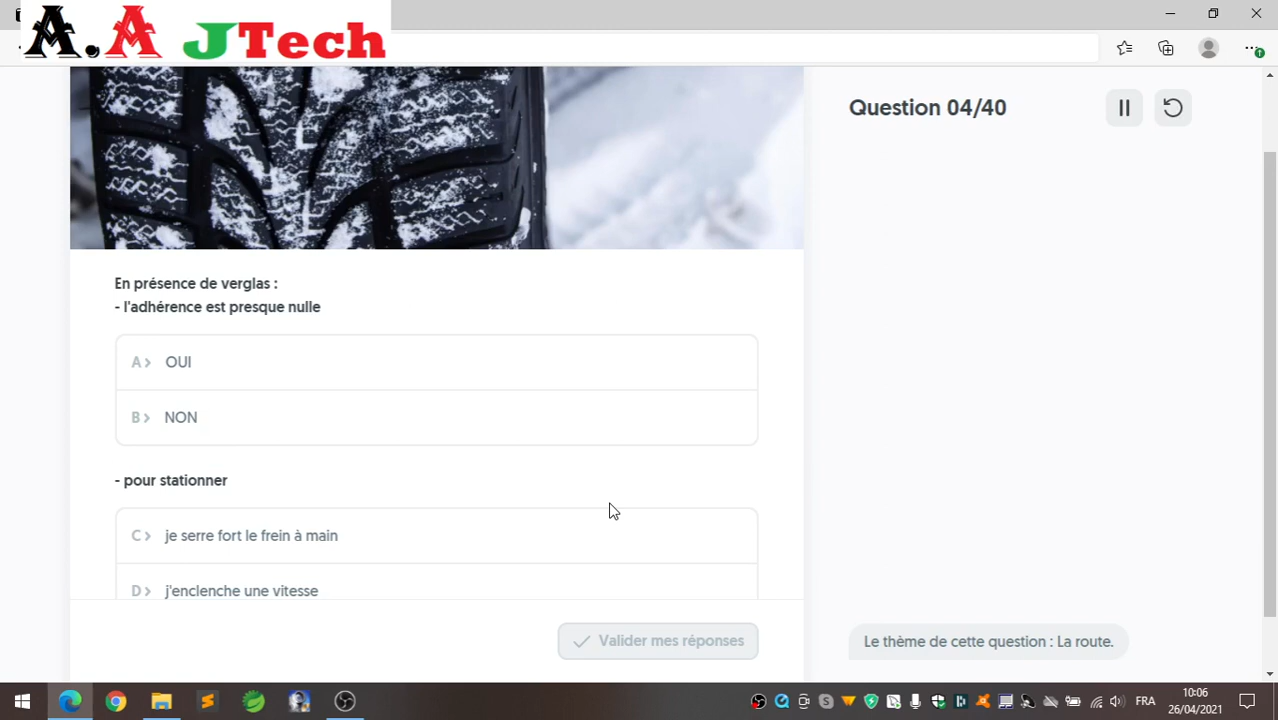 A.A JTech
Question 04/40
En présence de verglas :
- l'adhérence est presque nulle
A > OUI
B > NON
- pour stationner
C > je serre fort le frein à main
D > j'enclenche une vitesse
Valider mes réponses
Le thème de cette question : La route.
FRA
10:06
26/04/2021